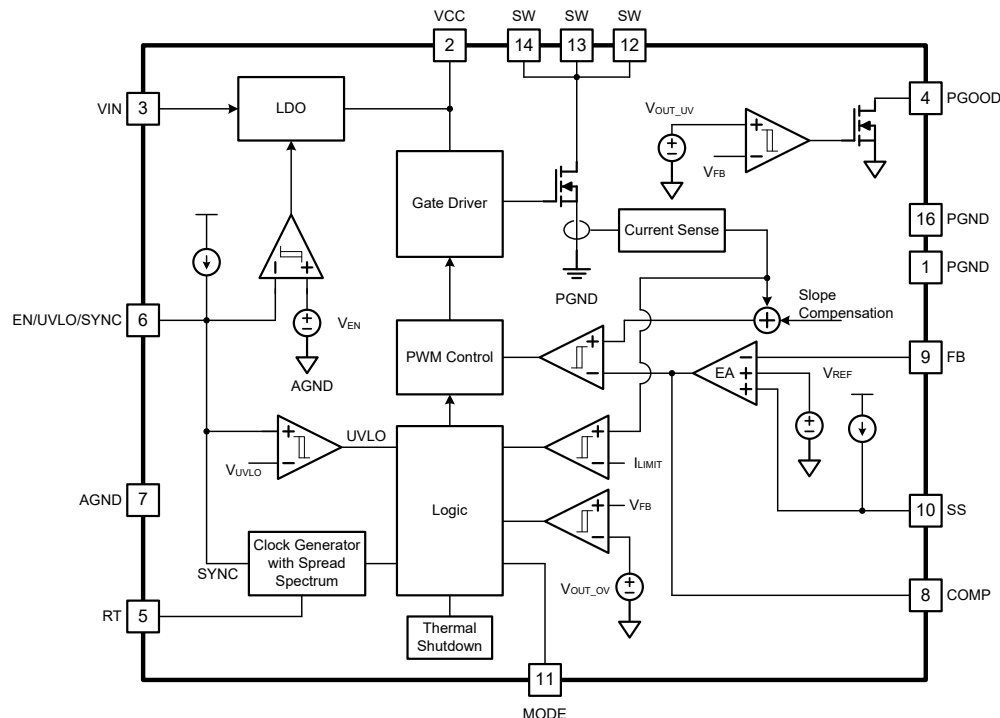 VCC
SW
SW
SW
2
14
13
12
VIN
3
LDO
4
PGOOD
VOUT_UV
+
−
VFB
Gate Driver
16
PGND
Current Sense
1
PGND
PGND
− +
EN/UVLO/SYNC
6
VEN
AGND
Slope
Compensation
+
PWM Control
+
−
EA
−
+
+
VREF
9
FB
+
−
VUVLO
UVLO
+
−
ILIMIT
AGND
7
Logic
+
−
VFB
10
SS
SYNC
Clock Generator
with Spread
Spectrum
VOUT_OV
8
COMP
RT
5
Thermal
Shutdown
11
MODE